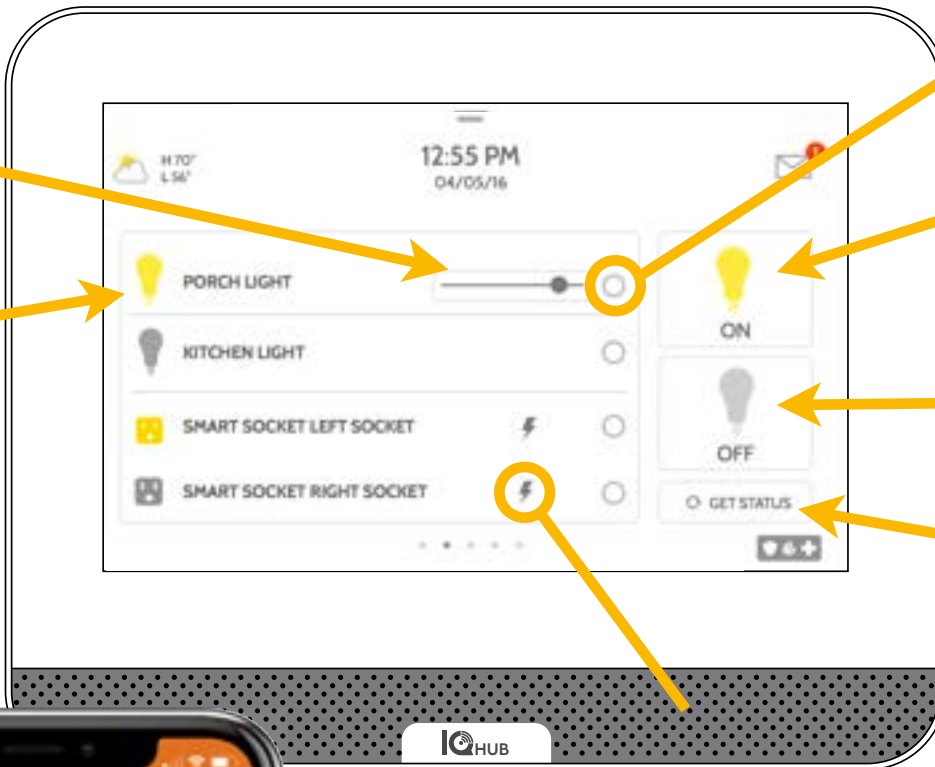 H 70°
L 56°
12:55 PM
04/05/16
PORCH LIGHT
KITCHEN LIGHT
SMART SOCKET LEFT SOCKET
SMART SOCKET RIGHT SOCKET
ON
OFF
GET STATUS
IQ HUB